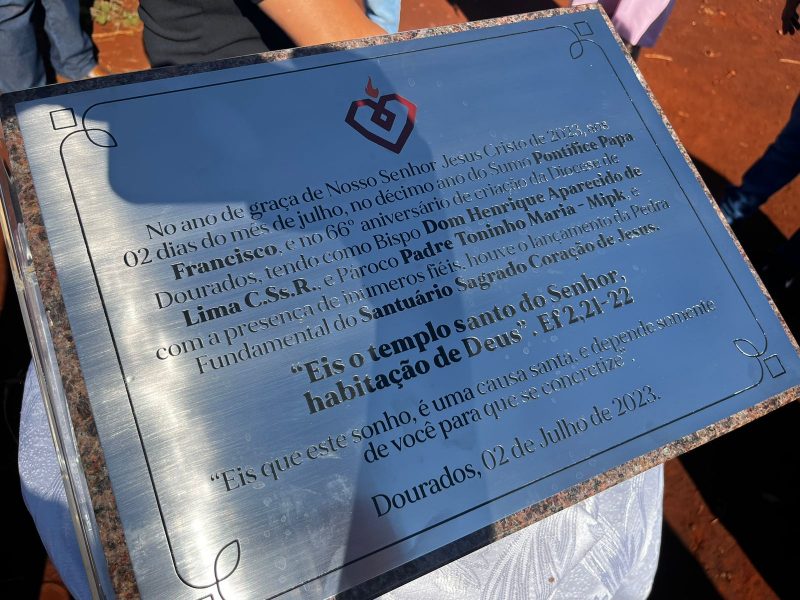 No ano de graça de Nosso Senhor Jesus Cristo de 2023, aos
02 dias do mês de julho, no décimo ano do Sumo Pontífice Papa
Francisco, e no 66º aniversário de criação da Diocese de
Dourados, tendo como Bispo Dom Henrique Aparecido de
Lima C.Ss.R., e Pároco Padre Toninho Maria - Mipk, e
com a presença de inúmeros fiéis, houve o lançamento da Pedra
Fundamental do Santuário Sagrado Coração de Jesus.
“Eis o templo santo do Senhor,
habitação de Deus”. Ef 2,21-22
“Eis que este sonho, é uma causa santa, e depende somente
de você para que se concretize”.
Dourados, 02 de Julho de 2023.